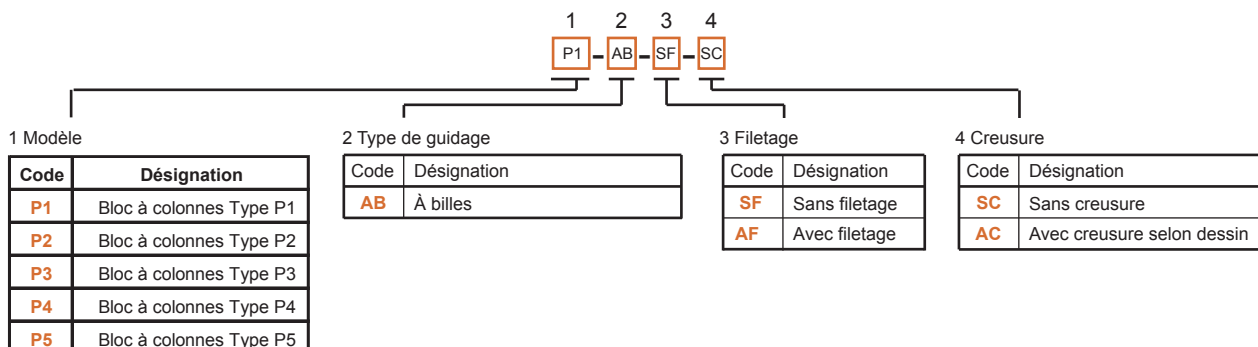 1 2 3 4
P1 - AB - SF - SC
1 Modèle
Code Désignation
P1 Bloc à colonnes Type P1
P2 Bloc à colonnes Type P2
P3 Bloc à colonnes Type P3
P4 Bloc à colonnes Type P4
P5 Bloc à colonnes Type P5
2 Type de guidage
Code Désignation
AB À billes
3 Filetage
Code Désignation
SF Sans filetage
AF Avec filetage
4 Creusure
Code Désignation
SC Sans creusure
AC Avec creusure selon dessin